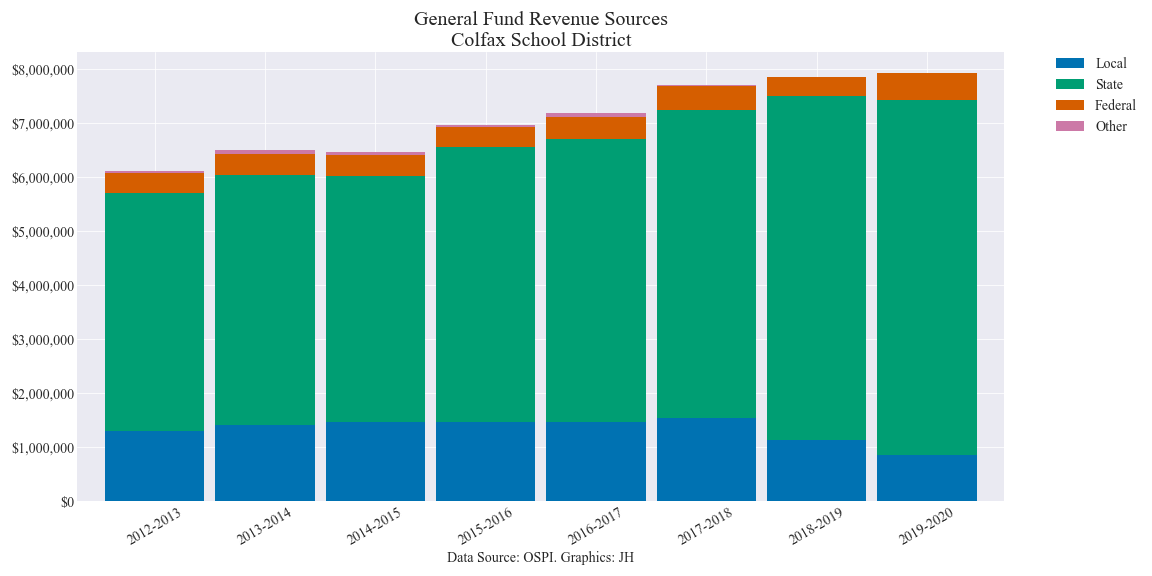 General Fund Revenue Sources
Colfax School District
$8,000,000
$7,000,000
$6,000,000
$5,000,000
$4,000,000
$3,000,000
$2,000,000
$1,000,000
$0
2012-2013
2013-2014
2014-2015
2015-2016
2016-2017
2017-2018
2018-2019
2019-2020
Data Source: OSPI. Graphics: JH
Local
State
Federal
Other